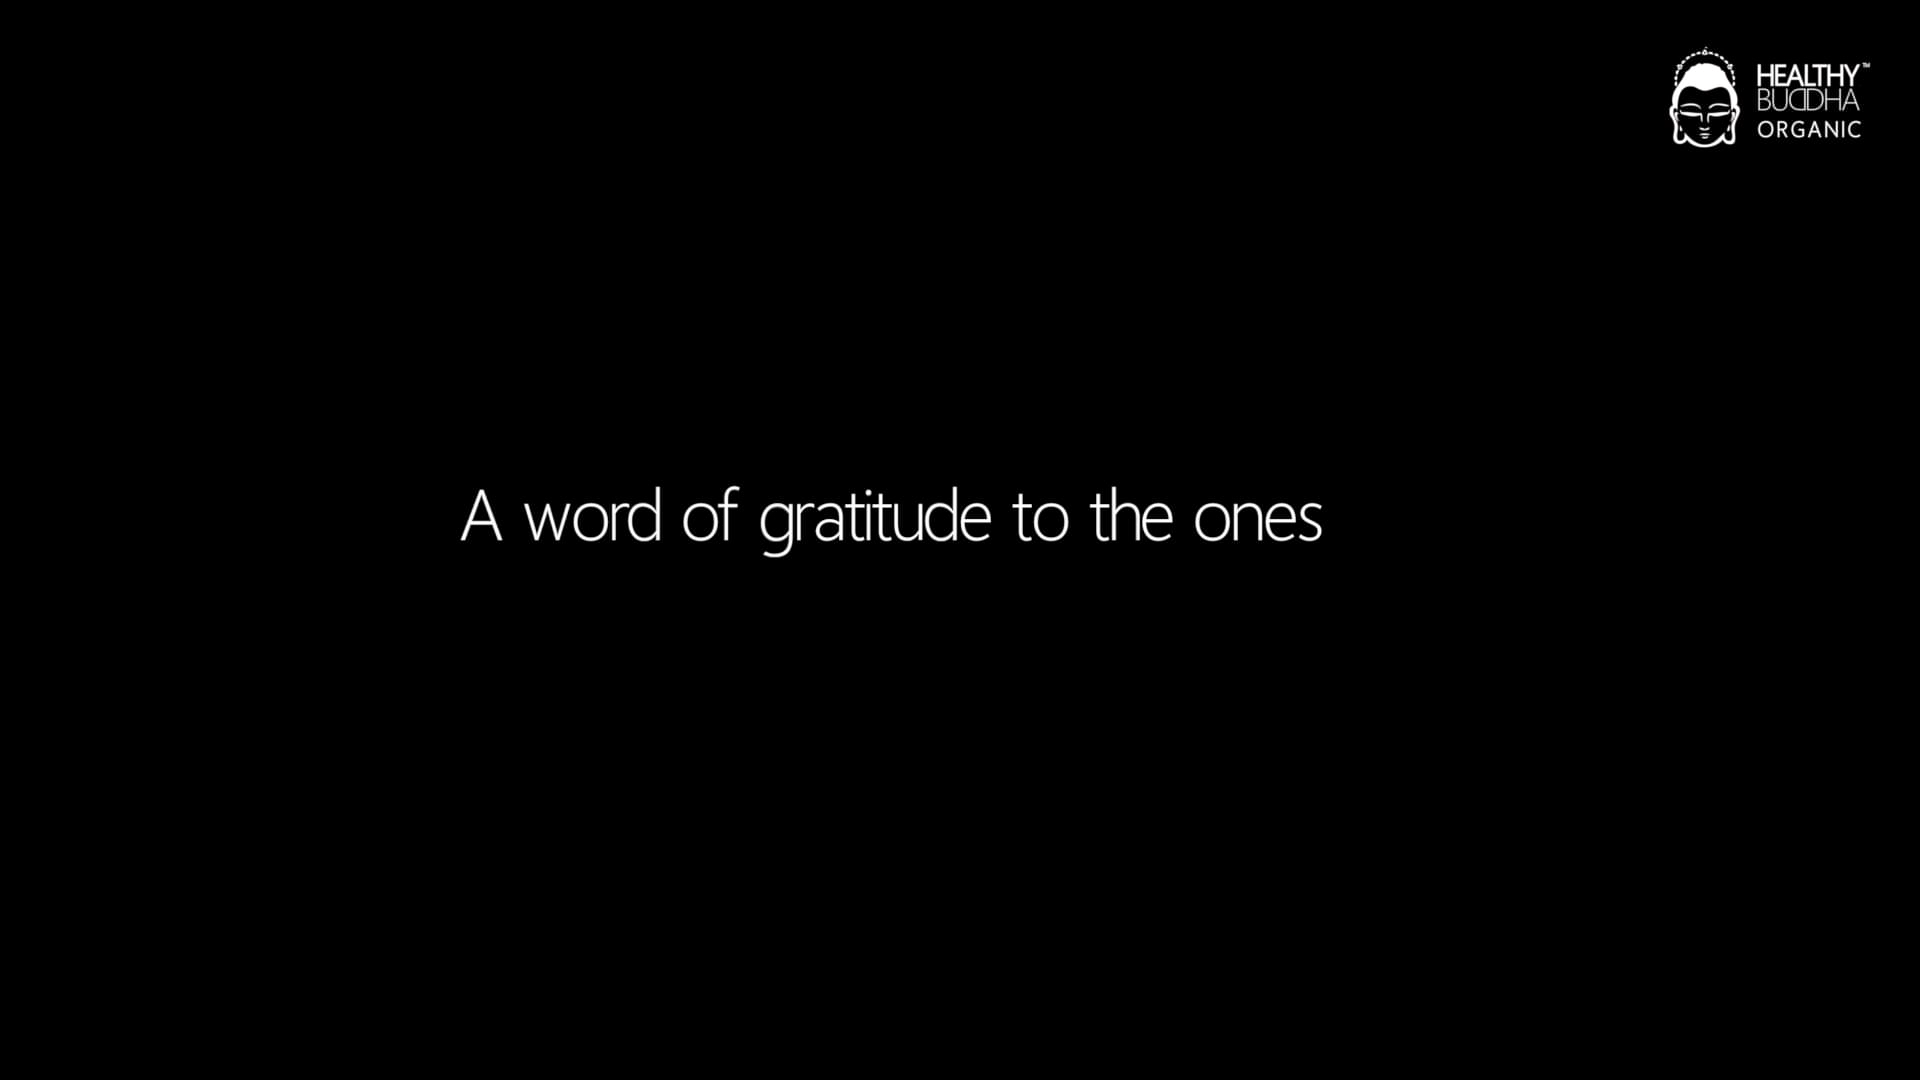 HEALTHY™
BUDDHA
ORGANIC
A word of gratitude to the ones